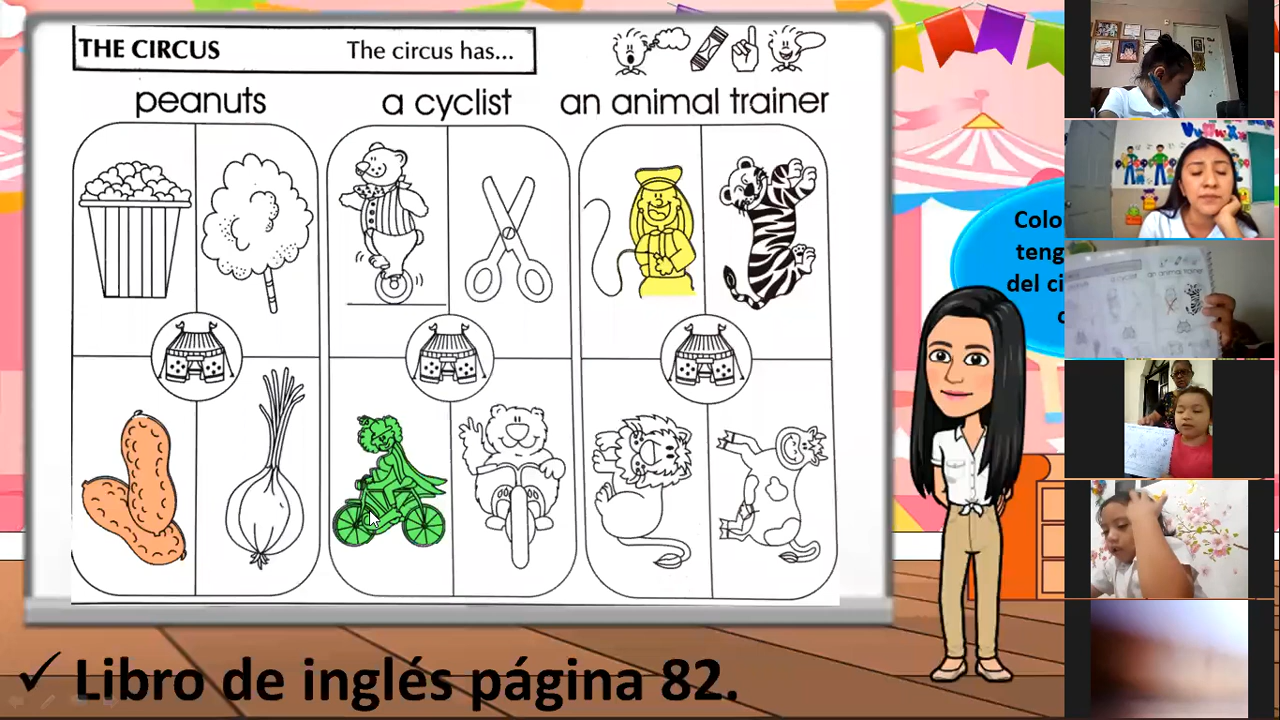 THE CIRCUS The circus has...
peanuts a cyclist an animal trainer
Colo
teng
del ci
✓ Libro de inglés página 82.